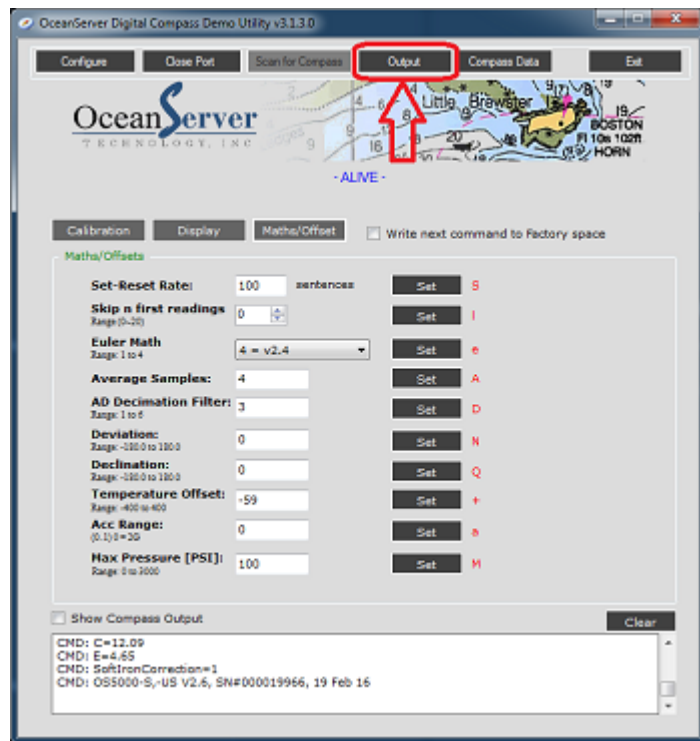 OceanServer Digital Compass Demo Utility v3.1.3.0
Configure Close Port Scan for Compass Output Compass Data Exit
OceanServer
TECHNOLOGY, INC
Little Brewster
BOSTON
Fl 10s 102ft
HORN
- ALIVE -
Calibration Display Maths/Offset Write next command to Factory space
Maths/Offsets
Set-Reset Rate: 100 sentences Set S
Skip n first readings 0 Set I
Range (0~20)
Euler Math 4 = v2.4 Set e
Range: 1 to 4
Average Samples: 4 Set A
AD Decimation Filter: 3 Set D
Range: 1 to 6
Deviation: 0 Set N
Range: -180.0 to 180.0
Declination: 0 Set Q
Range: -180.0 to 180.0
Temperature Offset: -59 Set +
Range: -400 to 400
Acc Range: 0 Set a
(0.1) 0 = 2G
Max Pressure [PSI]: 100 Set M
Range: 0 to 3000
Show Compass Output Clear
CMD: C=12.09
CMD: E=4.65
CMD: SoftIronCorrection=1
CMD: OS5000-S,-US V2.6, SN#000019966, 19 Feb 16